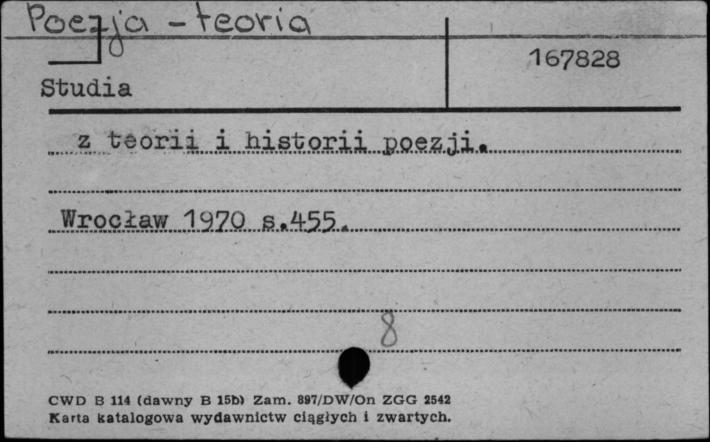 Poezja - teoria
167828
Studia
z teorii i historii poezji.
Wrocław 1970 s.455.
8
CWD B 114 (dawny B 15b) Zam. 897/DW/On ZGG 2542
Karta katalogowa wydawnictw ciągłych i zwartych.